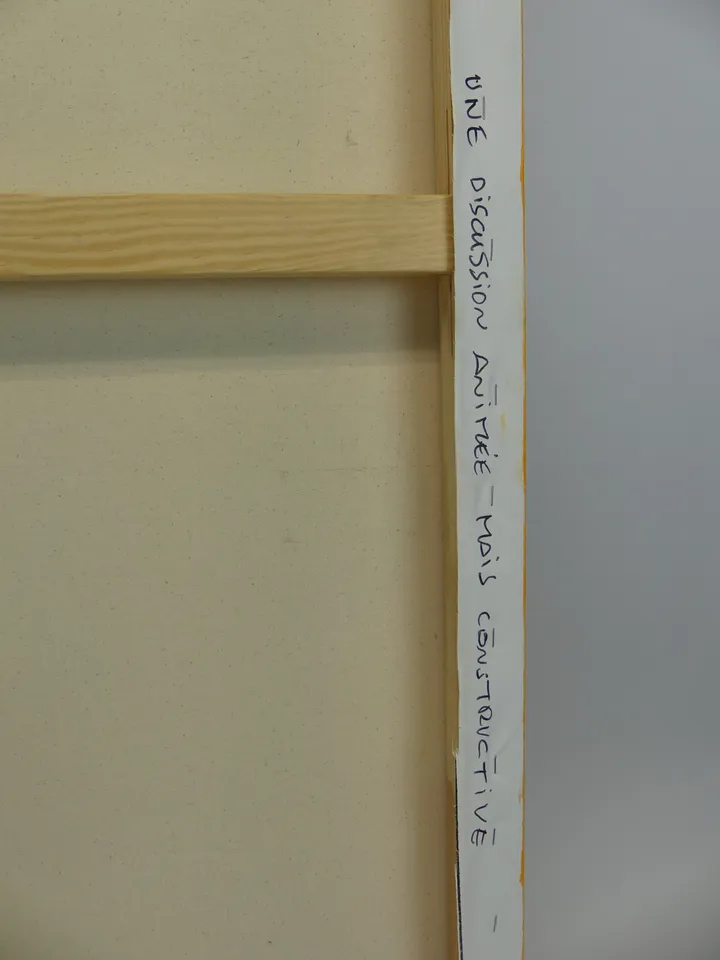 UNE DISCUSSION ANIMÉE - MAIS CONSTRUCTIVE -